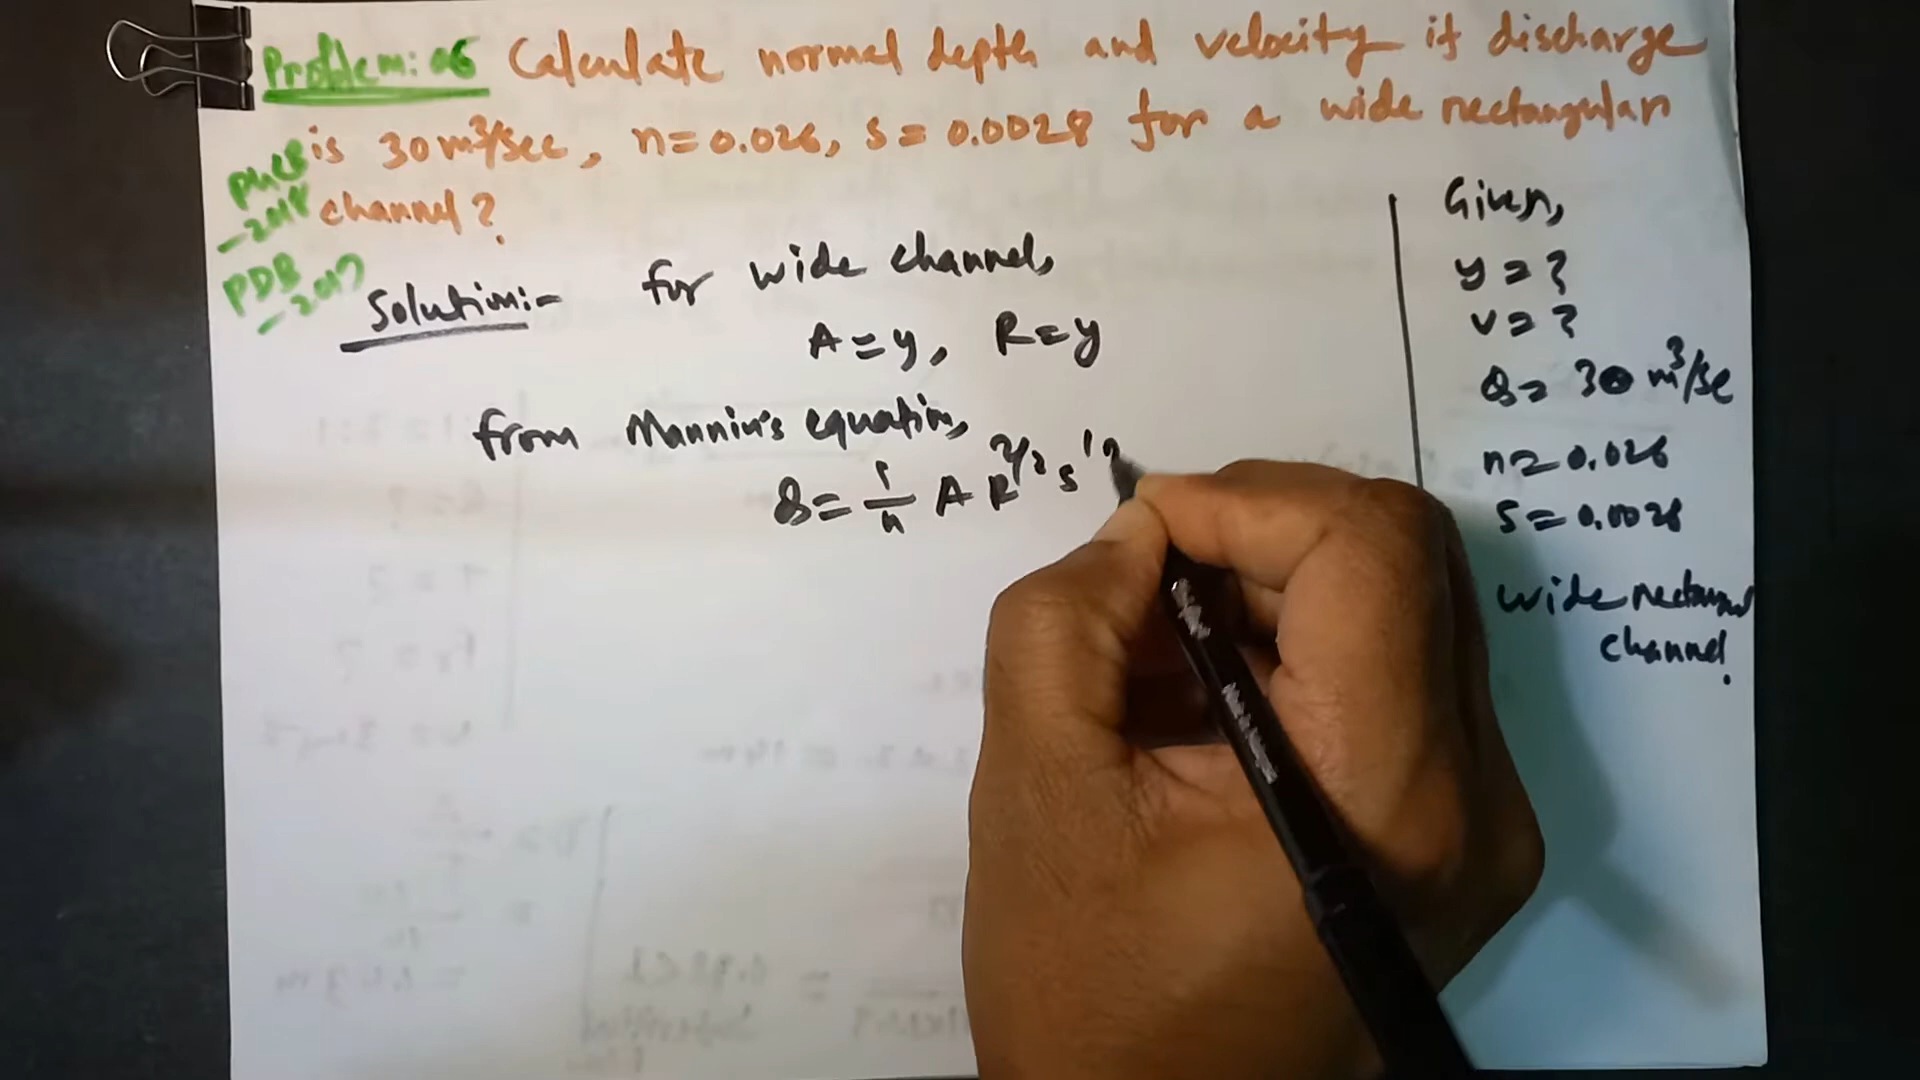 Problem: 06 Calculate normal depth and velocity if discharge
is 30 m³/sec, n=0.026, s=0.0028 for a wide rectangular
channel?
2018
PDB
2017
Solution:- for wide channel,
A=y, R=y
from Mannin's equation,
Q = 1/n A R^2/3 s^1/2
Given,
y=?
v=?
Q= 30 m³/se
n=0.026
s=0.0028
wide
channel.